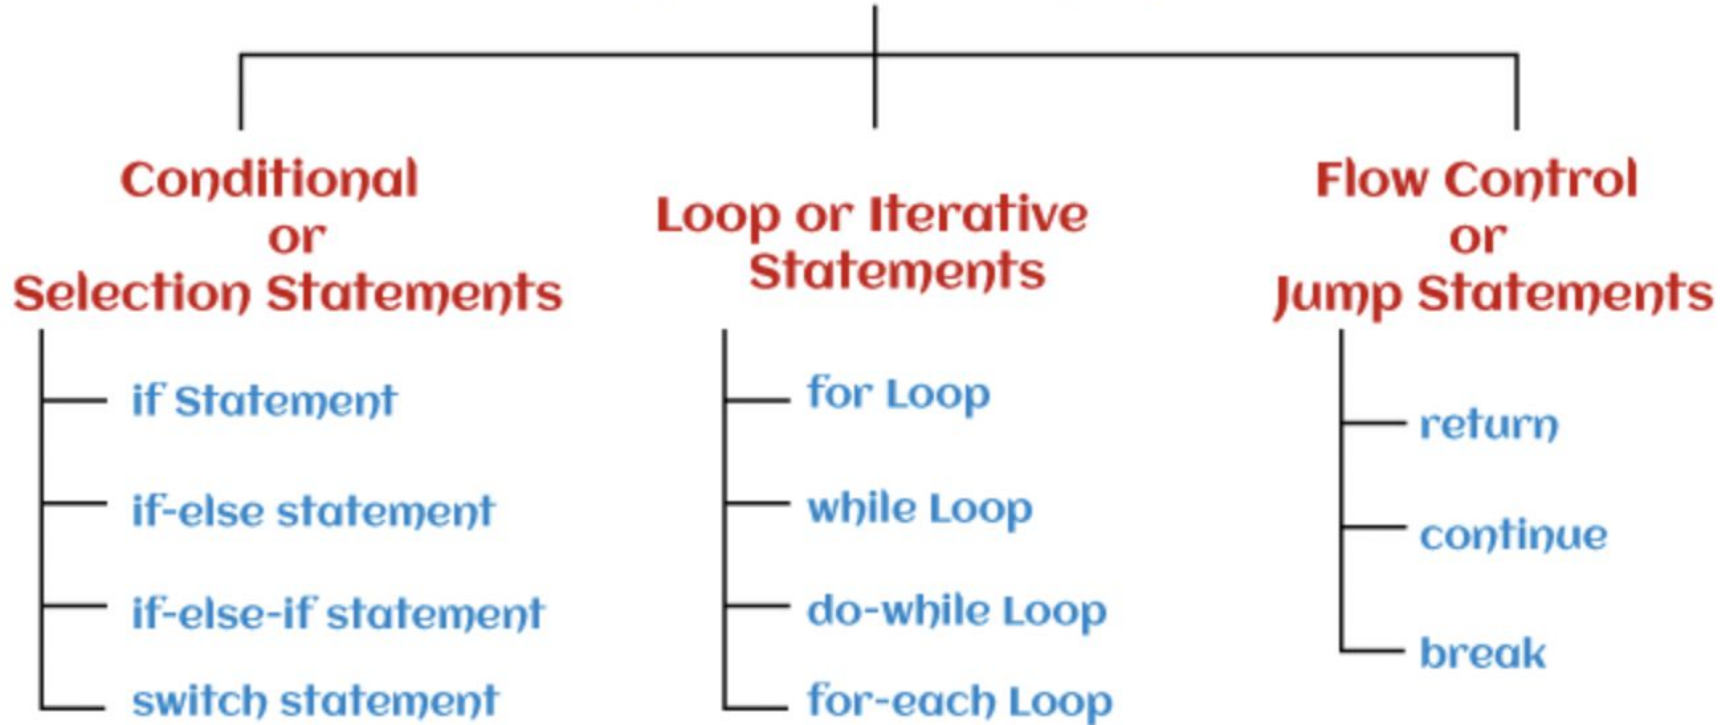 Conditional
or
Selection Statements
if Statement
if-else statement
if-else-if statement
switch statement
Loop or Iterative
Statements
for Loop
while Loop
do-while Loop
for-each Loop
Flow Control
or
Jump Statements
return
continue
break